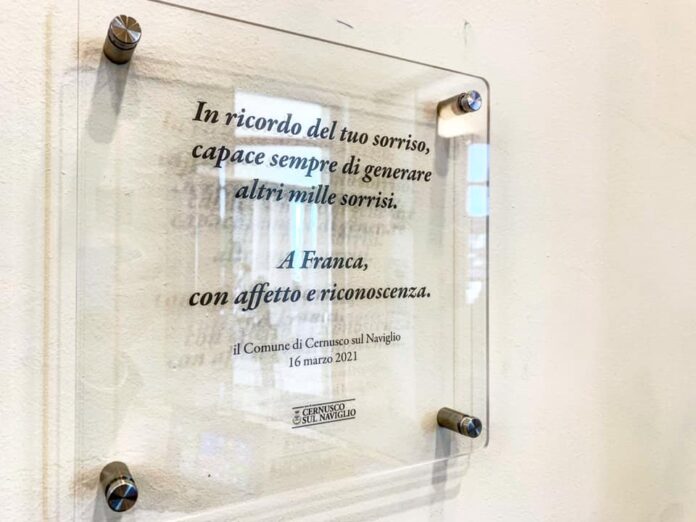 In ricordo del tuo sorriso,
capace sempre di generare
altri mille sorrisi.
A Franca,
con affetto e riconoscenza.
il Comune di Cernusco sul Naviglio
16 marzo 2021
CERNUSCO
SUL NAVIGLIO